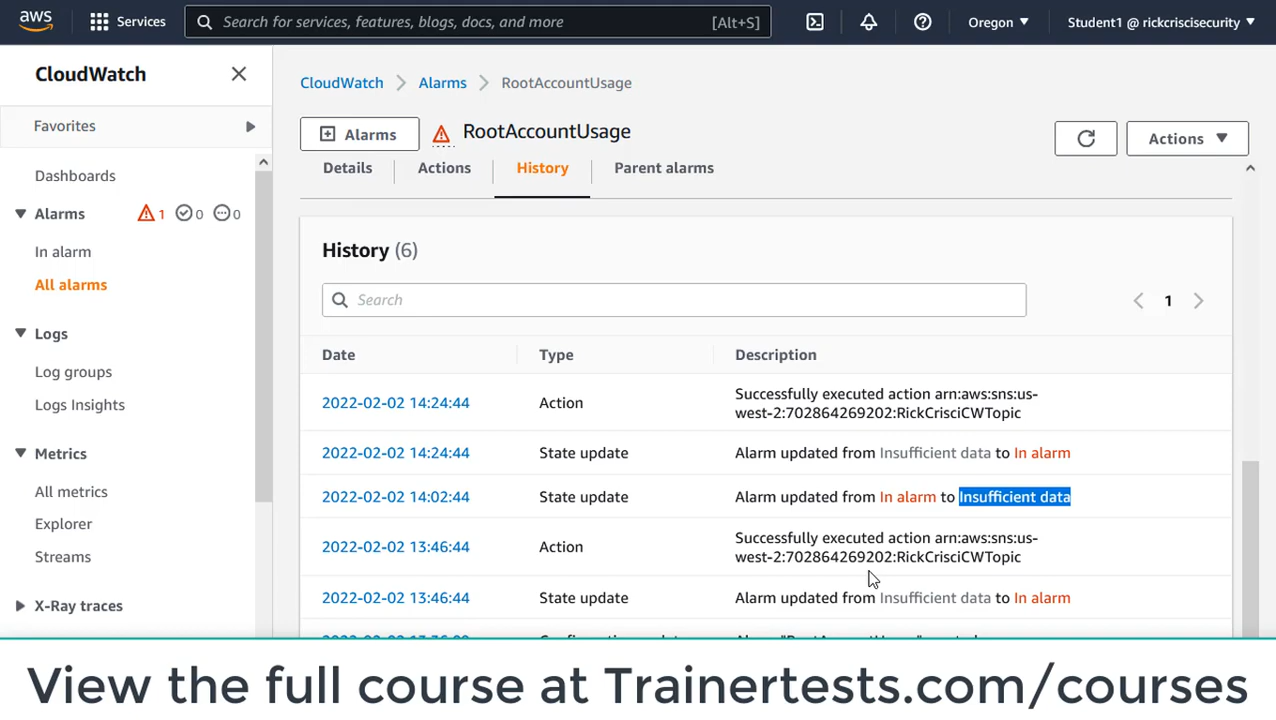 aws
Services
Search for services, features, blogs, docs, and more
[Alt+S]
Oregon ▼
Student1 @ rickcriscisecurity ▼
CloudWatch
Favorites
Dashboards
Alarms
1
0
0
In alarm
All alarms
Logs
Log groups
Logs Insights
Metrics
All metrics
Explorer
Streams
X-Ray traces
CloudWatch > Alarms > RootAccountUsage
Alarms
RootAccountUsage
Actions ▼
Details
Actions
History
Parent alarms
History (6)
Search
1
Date Type Description
2022-02-02 14:24:44 Action Successfully executed action arn:aws:sns:us-
west-2:702864269202:RickCrisciCWTopic
2022-02-02 14:24:44 State update Alarm updated from Insufficient data to In alarm
2022-02-02 14:02:44 State update Alarm updated from In alarm to Insufficient data
2022-02-02 13:46:44 Action Successfully executed action arn:aws:sns:us-
west-2:702864269202:RickCrisciCWTopic
2022-02-02 13:46:44 State update Alarm updated from Insufficient data to In alarm
View the full course at Trainertests.com/courses